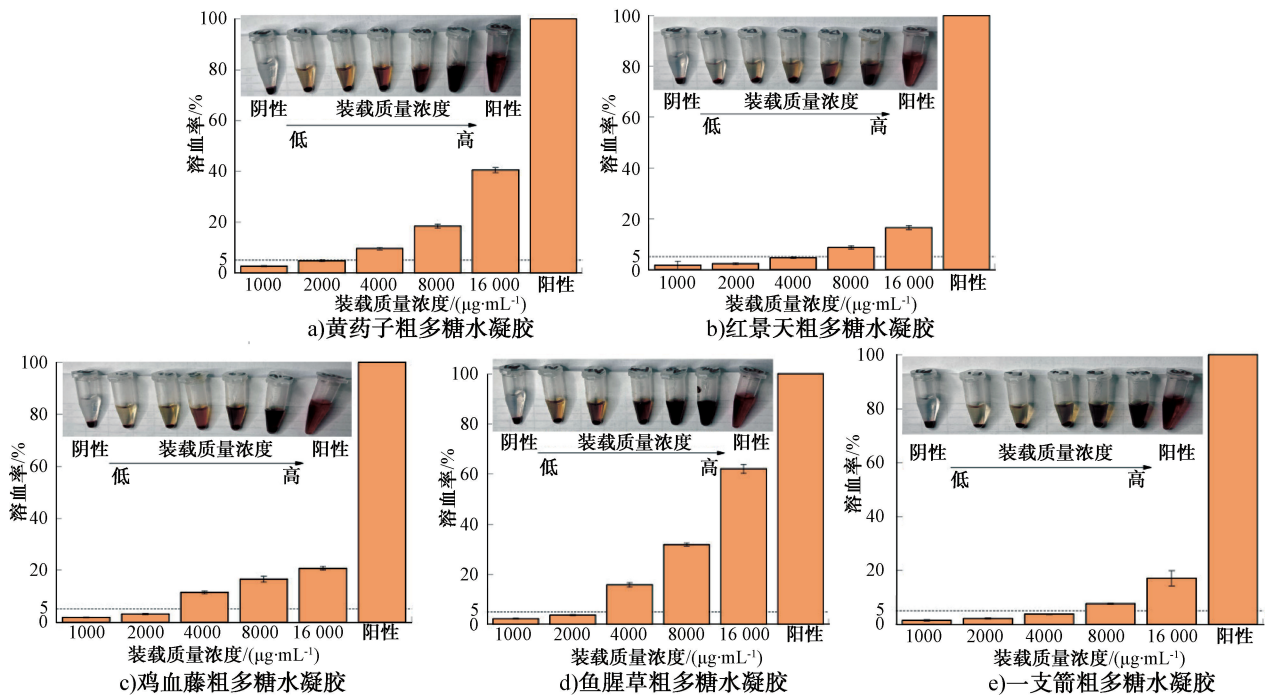 100
80
60
40
20
5
0
溶血率/%
阴性
装载质量浓度
阳性
低
高
1000
2000
4000
8000
16 000
阳性
装载质量浓度/(μg·mL-1)
a)黄药子粗多糖水凝胶
100
80
60
40
20
5
0
溶血率/%
阴性
装载质量浓度
阳性
低
高
1000
2000
4000
8000
16 000
阳性
装载质量浓度/(μg·mL-1)
b)红景天粗多糖水凝胶
100
80
60
40
20
5
0
溶血率/%
阴性
装载质量浓度
阳性
低
高
1000
2000
4000
8000
16 000
阳性
装载质量浓度/(μg·mL-1)
c)鸡血藤粗多糖水凝胶
100
80
60
40
20
5
0
溶血率/%
阴性
装载质量浓度
阳性
低
高
1000
2000
4000
8000
16 000
阳性
装载质量浓度/(μg·mL-1)
d)鱼腥草粗多糖水凝胶
100
80
60
40
20
5
0
溶血率/%
阴性
装载质量浓度
阳性
低
高
1000
2000
4000
8000
16 000
阳性
装载质量浓度/(μg·mL-1)
e)一支箭粗多糖水凝胶